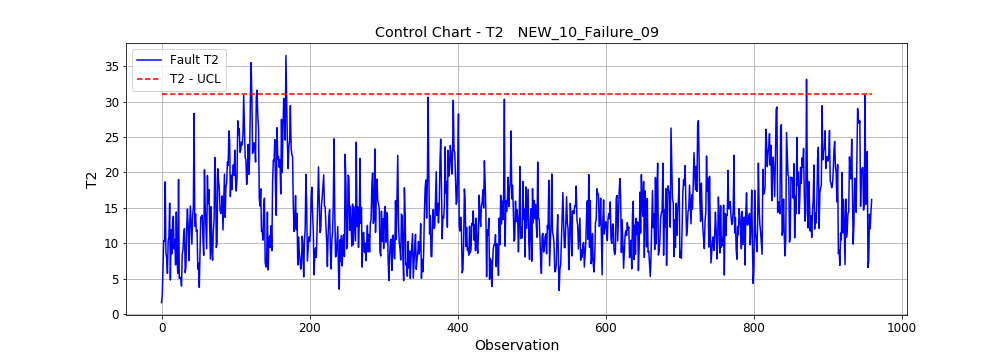 Control Chart - T2   NEW_10_Failure_09
Fault T2
T2 - UCL
35
30
25
20
15
10
5
0
T2
0 200 400 600 800 1000
Observation